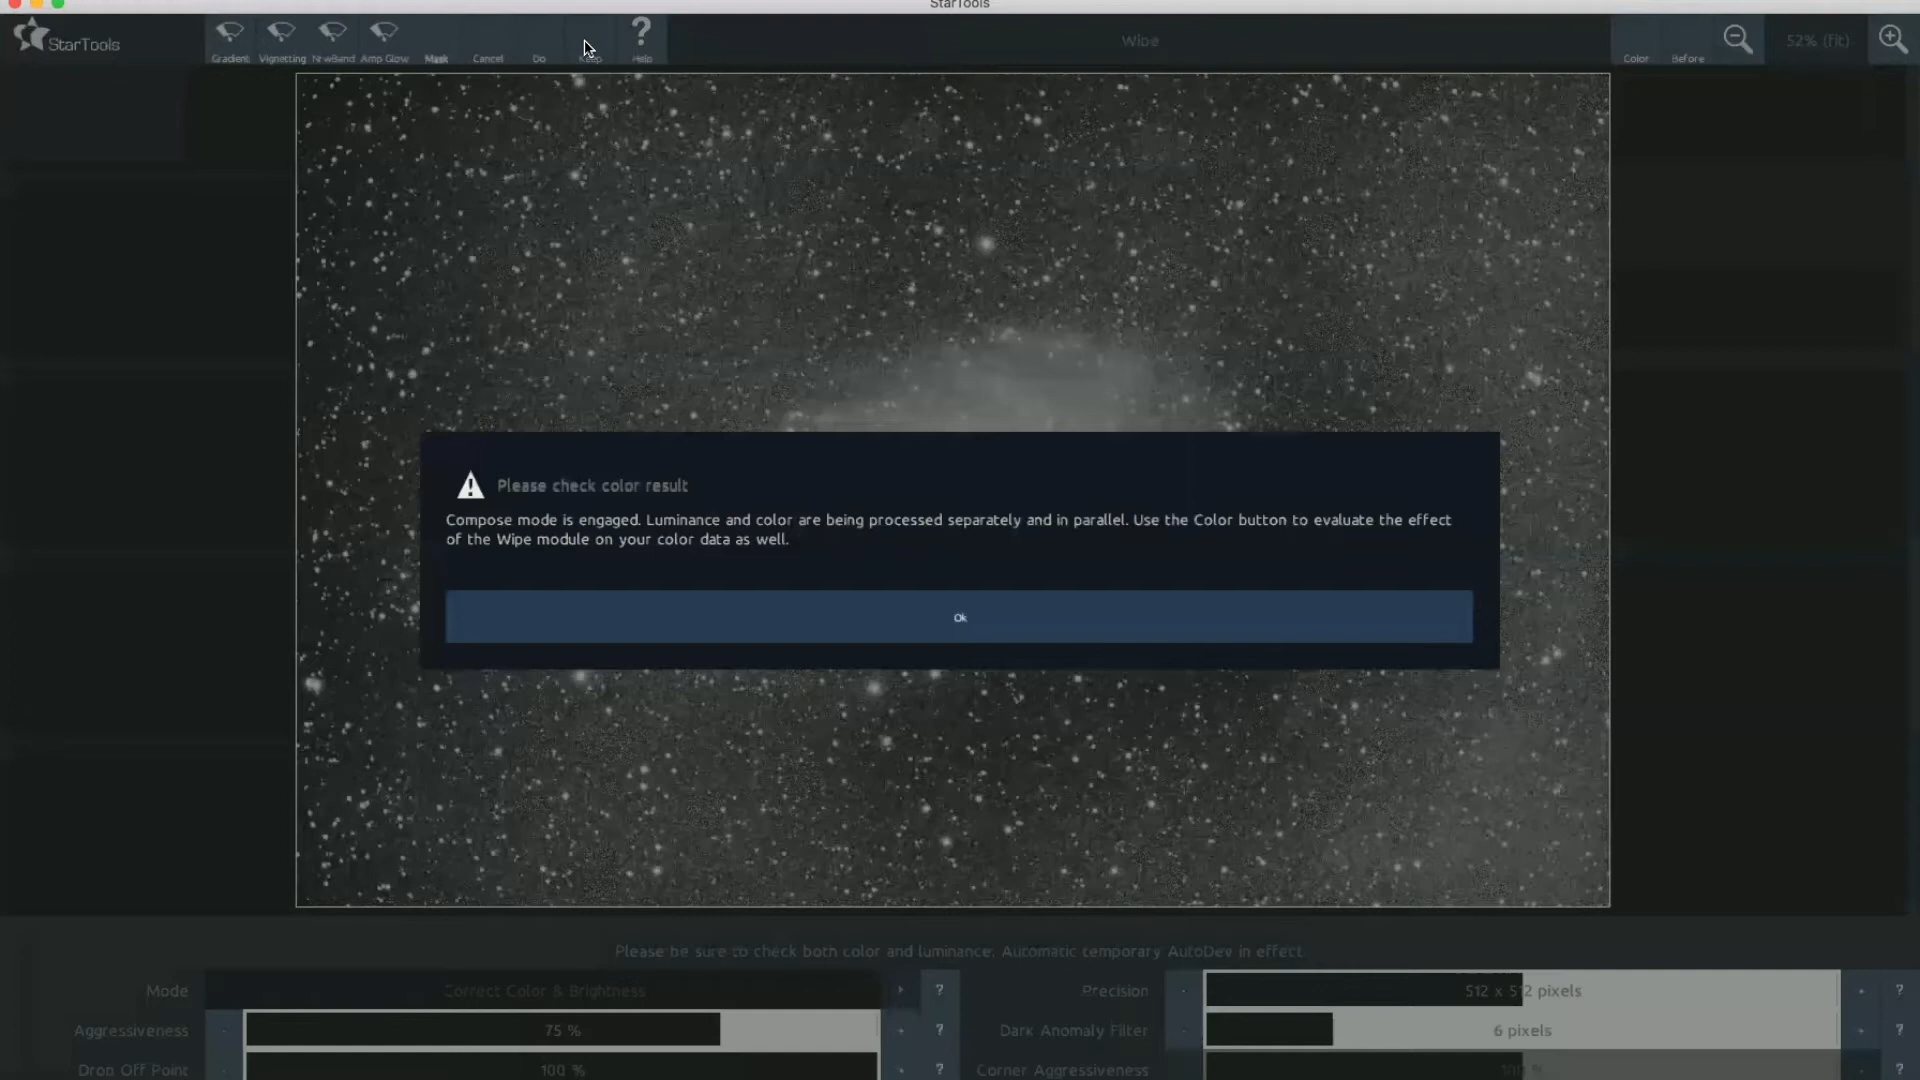 StarTools
StarTools
Gradient Vignetting NrwBand Amp Glow Mask Cancel Do Keep Help
Wipe
Color Before
52% (fit)
Please check color result
Compose mode is engaged. Luminance and color are being processed separately and in parallel. Use the Color button to evaluate the effect
of the Wipe module on your color data as well.
Ok
Please be sure to check both color and luminance. Automatic temporary AutoDev in effect
Mode Correct Color & Brightness ? Precision - 512 x 512 pixels + ?
Aggressiveness - 75 % + ? Dark Anomaly Filter - 6 pixels + ?
Drop Off Point - 100 % + ? Corner Aggressiveness - 100 % + ?